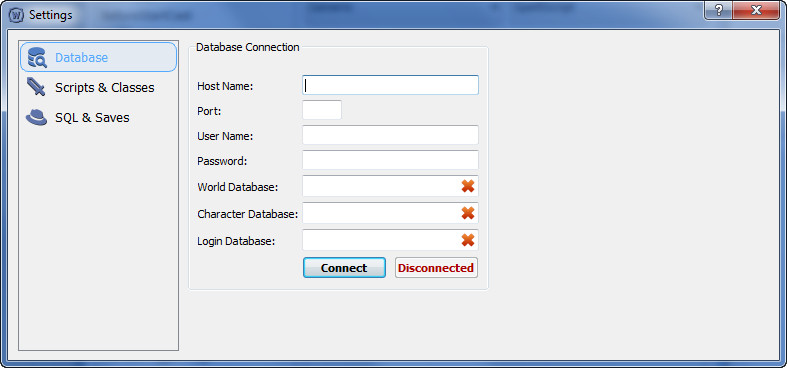 Settings
Database
Scripts & Classes
SQL & Saves
Database Connection
Host Name:
Port:
User Name:
Password:
World Database:
Character Database:
Login Database:
Connect
Disconnected